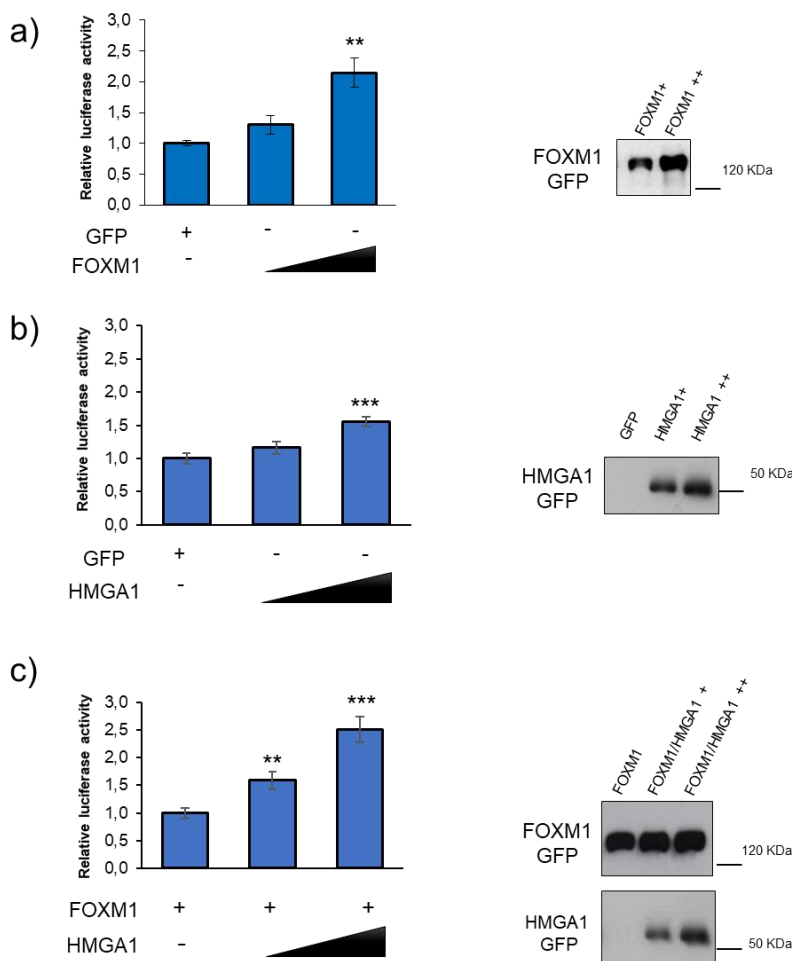 a)
Relative luciferase activity
3,0
2,5
2,0
1,5
1,0
0,5
0,0
**
GFP + - -
FOXM1 -
FOXM1+
FOXM1 ++
FOXM1
GFP
120 KDa
b)
Relative luciferase activity
3,0
2,5
2,0
1,5
1,0
0,5
0,0
***
GFP + - -
HMGA1 -
GFP
HMGA1+
HMGA1 ++
HMGA1
GFP
50 KDa
c)
Relative luciferase activity
3,0
2,5
2,0
1,5
1,0
0,5
0,0
**
***
FOXM1 + + +
HMGA1 -
FOXM1
FOXM1/HMGA1 +
FOXM1/HMGA1 ++
FOXM1
GFP
120 KDa
HMGA1
GFP
50 KDa